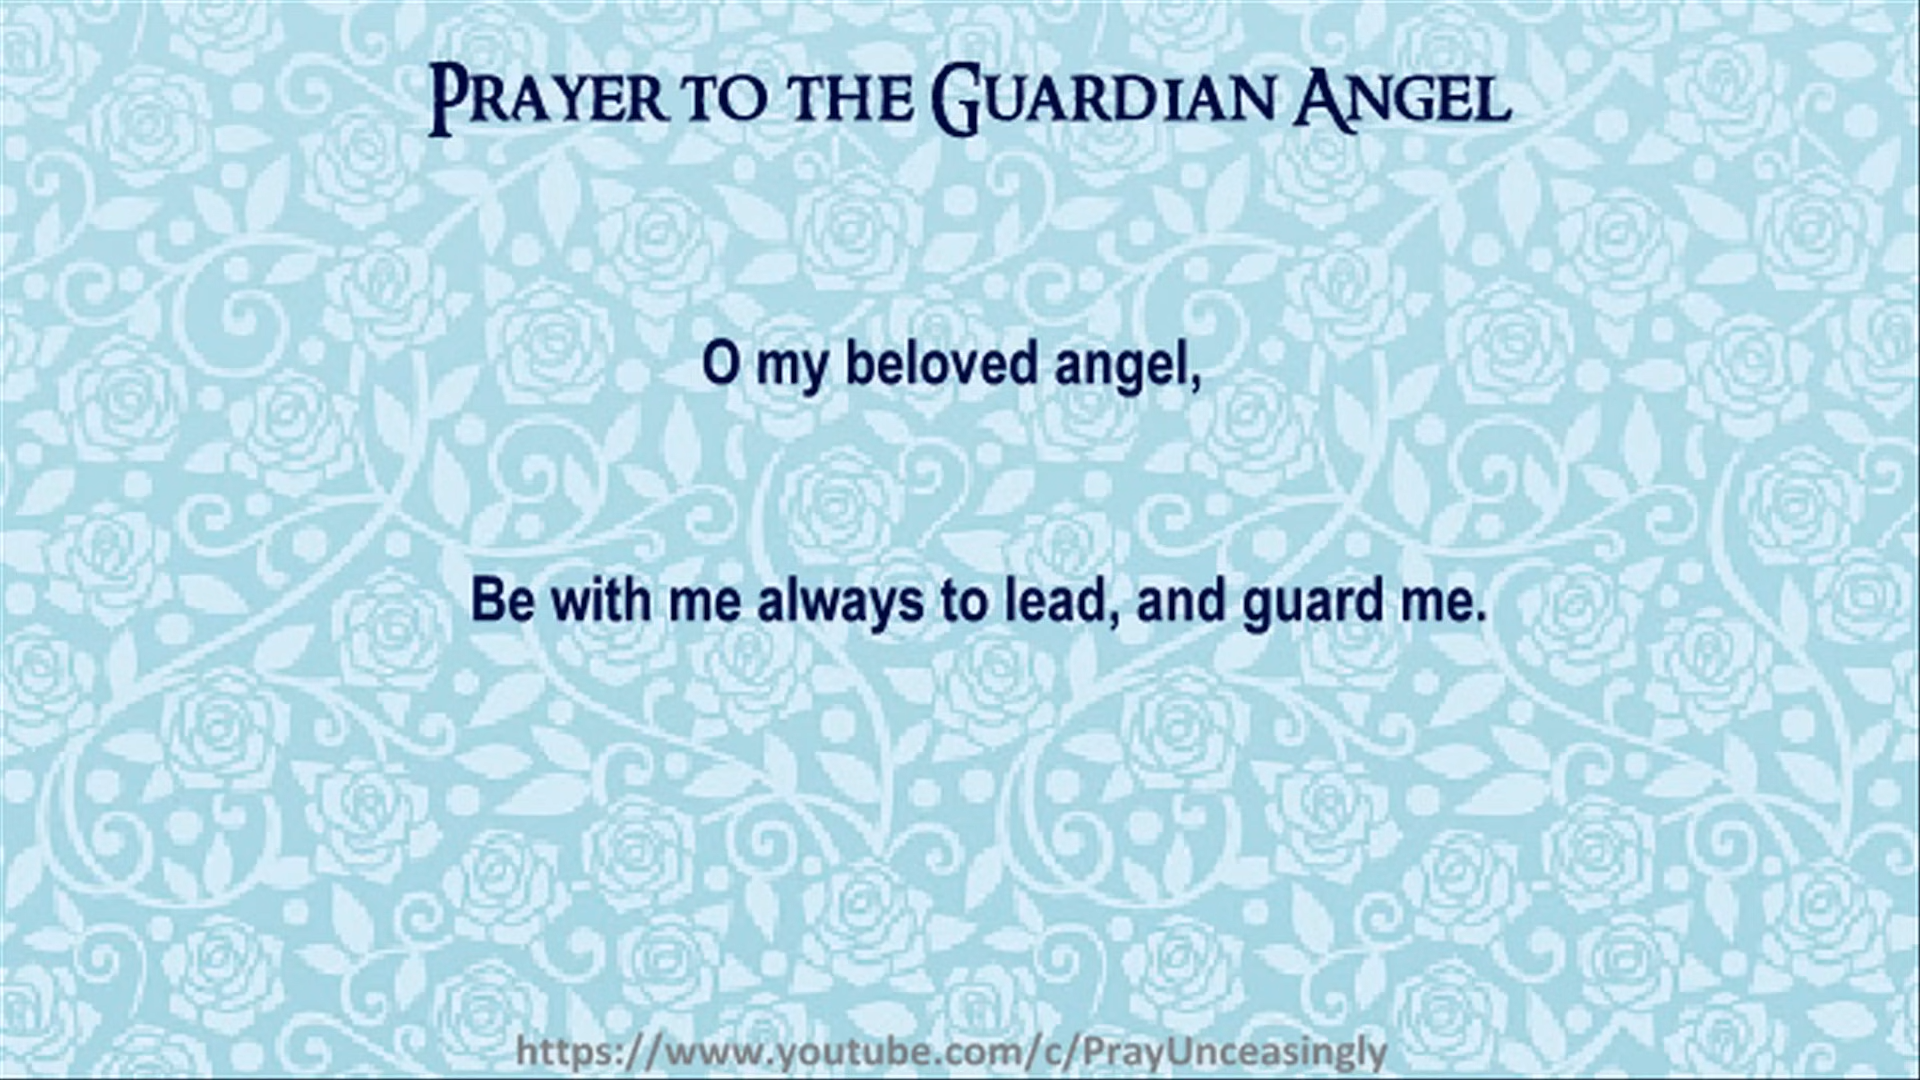 Prayer to the Guardian Angel
O my beloved angel,
Be with me always to lead, and guard me.
https://www.youtube.com/c/PrayUnceasingly